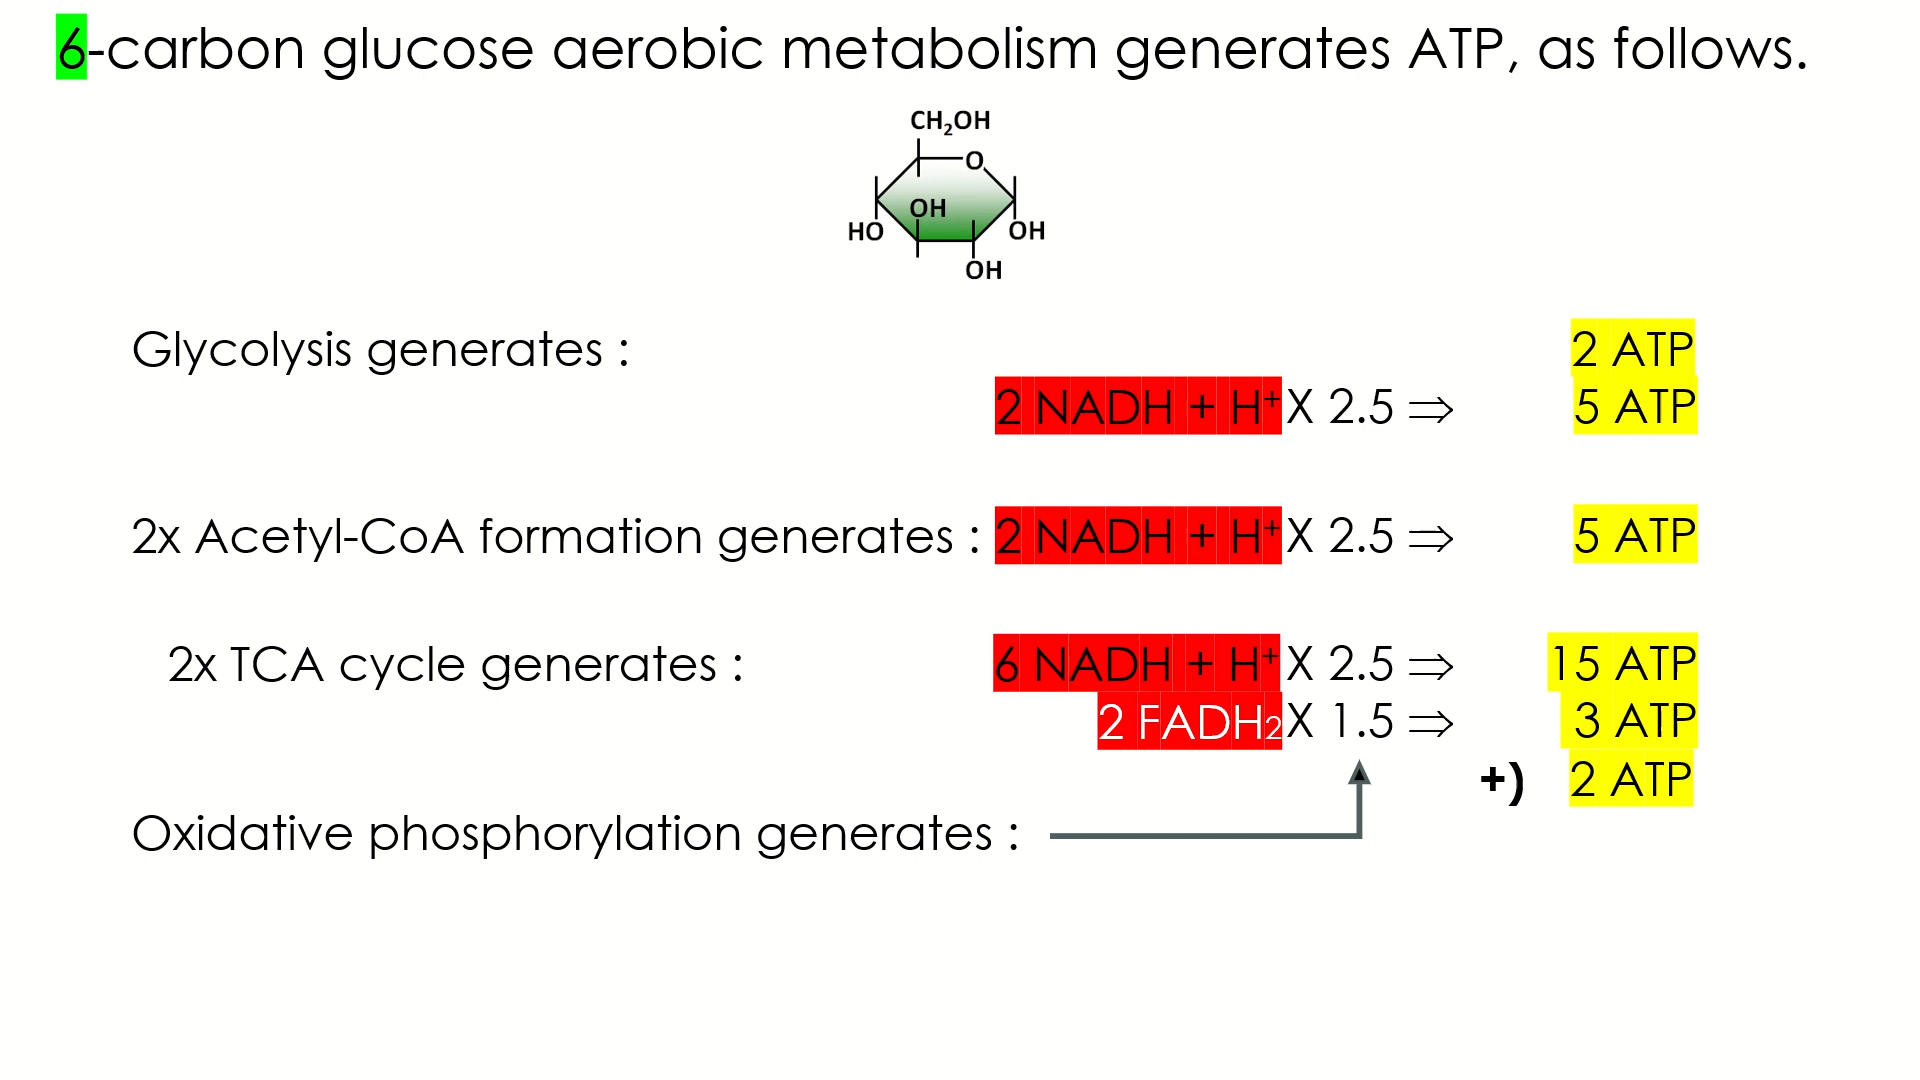 6-carbon glucose aerobic metabolism generates ATP, as follows.
CH₂OH
O
OH
HO
OH
OH
Glycolysis generates : 2 ATP
2 NADH + H⁺ X 2.5 ⇒ 5 ATP
2x Acetyl-CoA formation generates : 2 NADH + H⁺ X 2.5 ⇒ 5 ATP
2x TCA cycle generates : 6 NADH + H⁺ X 2.5 ⇒ 15 ATP
2 FADH₂ X 1.5 ⇒ 3 ATP
+) 2 ATP
Oxidative phosphorylation generates :